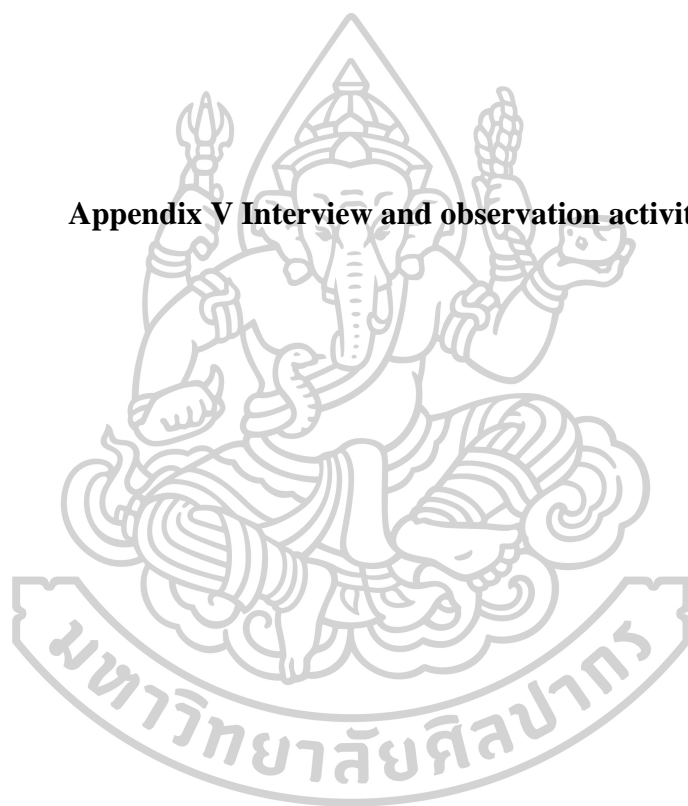 Appendix V Interview and observation activit
มหาวิทยาลัยศิลปากร